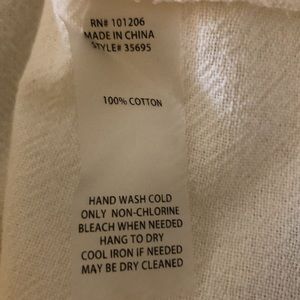 RN# 101206
MADE IN CHINA
STYLE# 35695
100% COTTON
HAND WASH COLD
ONLY NON-CHLORINE
BLEACH WHEN NEEDED
HANG TO DRY
COOL IRON IF NEEDED
MAY BE DRY CLEANED